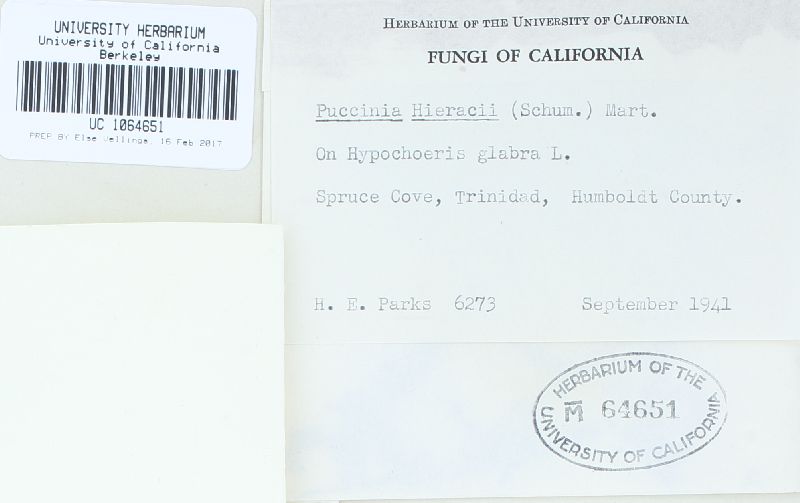 UNIVERSITY HERBARIUM
University of California
Berkeley
UC 1064651
PREP BY Else Vellinga, 16 Feb 2017
HERBARIUM OF THE UNIVERSITY OF CALIFORNIA
FUNGI OF CALIFORNIA
Puccinia Hieracii (Schum.) Mart.
On Hypochoeris glabra L.
Spruce Cove, Trinidad, Humboldt County.
H. E. Parks 6273 September 1941
HERBARIUM OF THE
M 64651
UNIVERSITY OF CALIFORNIA